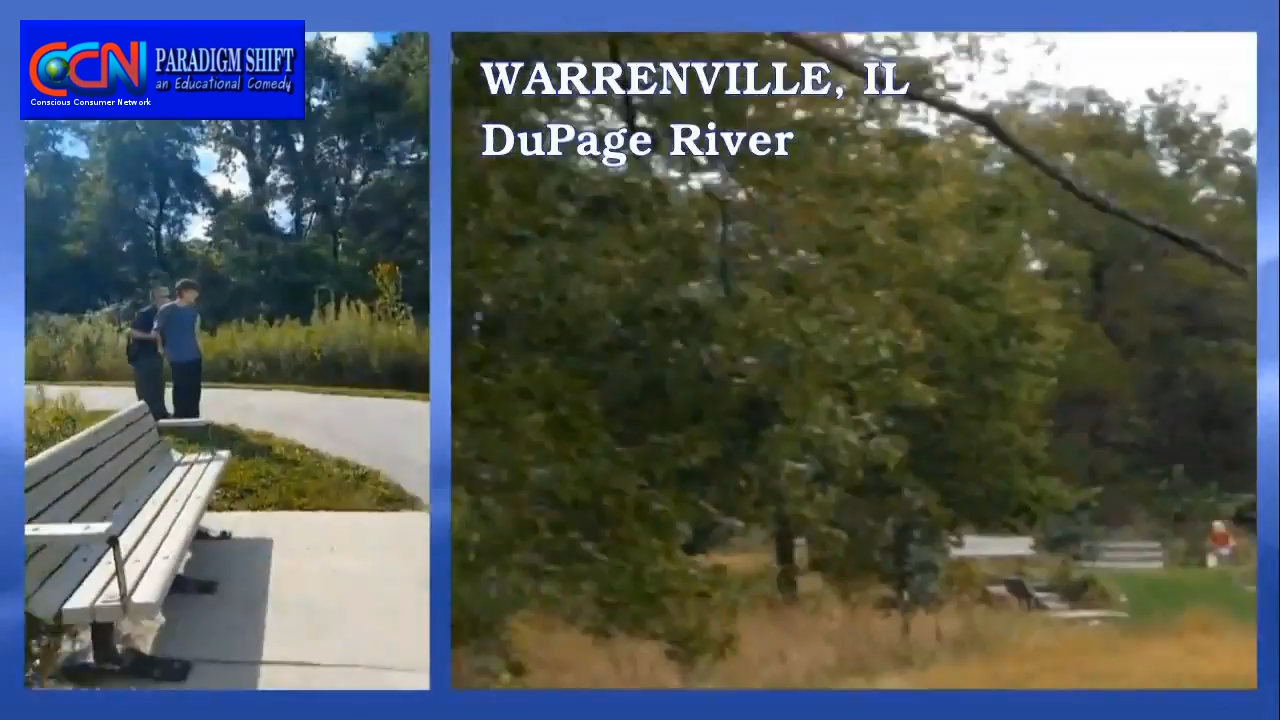 CCN PARADIGM SHIFT
an Educational Comedy
Conscious Consumer Network
WARRENVILLE, IL
DuPage River